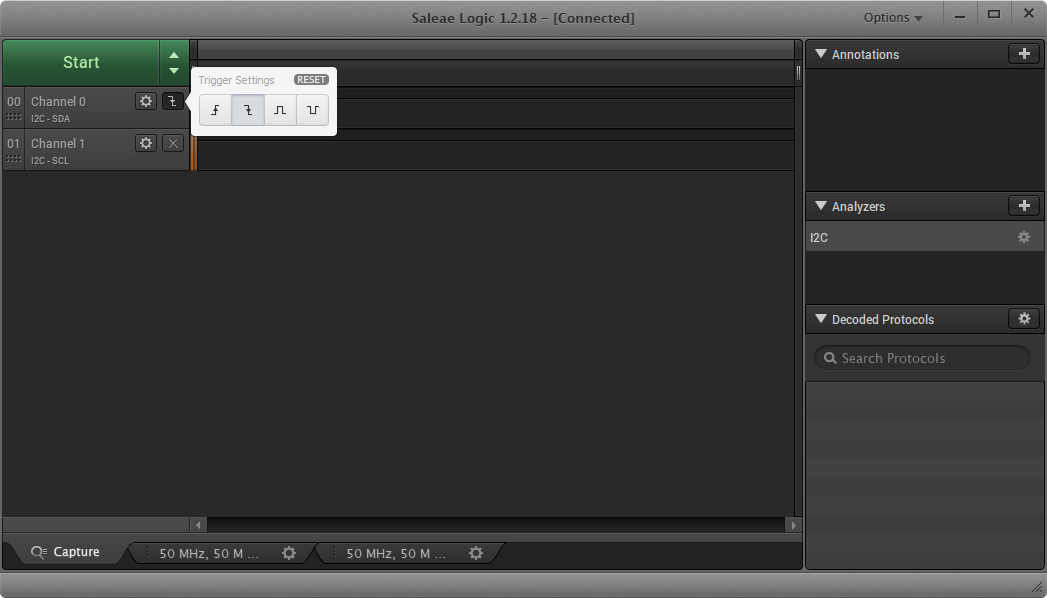 Saleae Logic 1.2.18 - [Connected]
Options
Start
Trigger Settings
RESET
00
Channel 0
I2C - SDA
01
Channel 1
I2C - SCL
Annotations
Analyzers
I2C
Decoded Protocols
Search Protocols
Capture
50 MHz, 50 M ...
50 MHz, 50 M ...